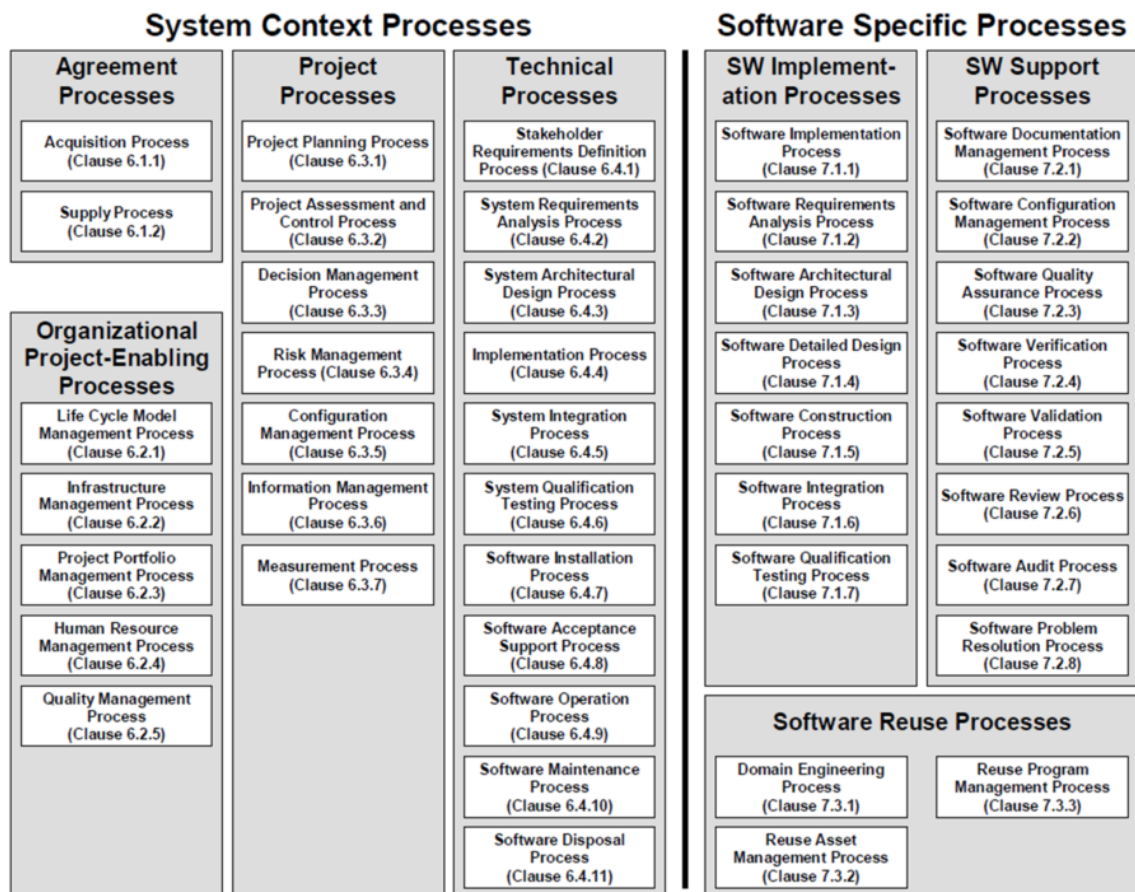 System Context Processes
Software Specific Processes
Agreement
Processes
Acquisition Process
(Clause 6.1.1)
Supply Process
(Clause 6.1.2)
Organizational
Project-Enabling
Processes
Life Cycle Model
Management Process
(Clause 6.2.1)
Infrastructure
Management Process
(Clause 6.2.2)
Project Portfolio
Management Process
(Clause 6.2.3)
Human Resource
Management Process
(Clause 6.2.4)
Quality Management
Process
(Clause 6.2.5)
Project
Processes
Project Planning Process
(Clause 6.3.1)
Project Assessment and
Control Process
(Clause 6.3.2)
Decision Management
Process
(Clause 6.3.3)
Risk Management
Process (Clause 6.3.4)
Configuration
Management Process
(Clause 6.3.5)
Information Management
Process
(Clause 6.3.6)
Measurement Process
(Clause 6.3.7)
Technical
Processes
Stakeholder
Requirements Definition
Process (Clause 6.4.1)
System Requirements
Analysis Process
(Clause 6.4.2)
System Architectural
Design Process
(Clause 6.4.3)
Implementation Process
(Clause 6.4.4)
System Integration
Process
(Clause 6.4.5)
System Qualification
Testing Process
(Clause 6.4.6)
Software Installation
Process
(Clause 6.4.7)
Software Acceptance
Support Process
(Clause 6.4.8)
Software Operation
Process
(Clause 6.4.9)
Software Maintenance
Process
(Clause 6.4.10)
Software Disposal
Process
(Clause 6.4.11)
SW Implement-
ation Processes
Software Implementation
Process
(Clause 7.1.1)
Software Requirements
Analysis Process
(Clause 7.1.2)
Software Architectural
Design Process
(Clause 7.1.3)
Software Detailed Design
Process
(Clause 7.1.4)
Software Construction
Process
(Clause 7.1.5)
Software Integration
Process
(Clause 7.1.6)
Software Qualification
Testing Process
(Clause 7.1.7)
SW Support
Processes
Software Documentation
Management Process
(Clause 7.2.1)
Software Configuration
Management Process
(Clause 7.2.2)
Software Quality
Assurance Process
(Clause 7.2.3)
Software Verification
Process
(Clause 7.2.4)
Software Validation
Process
(Clause 7.2.5)
Software Review Process
(Clause 7.2.6)
Software Audit Process
(Clause 7.2.7)
Software Problem
Resolution Process
(Clause 7.2.8)
Software Reuse Processes
Domain Engineering
Process
(Clause 7.3.1)
Reuse Asset
Management Process
(Clause 7.3.2)
Reuse Program
Management Process
(Clause 7.3.3)